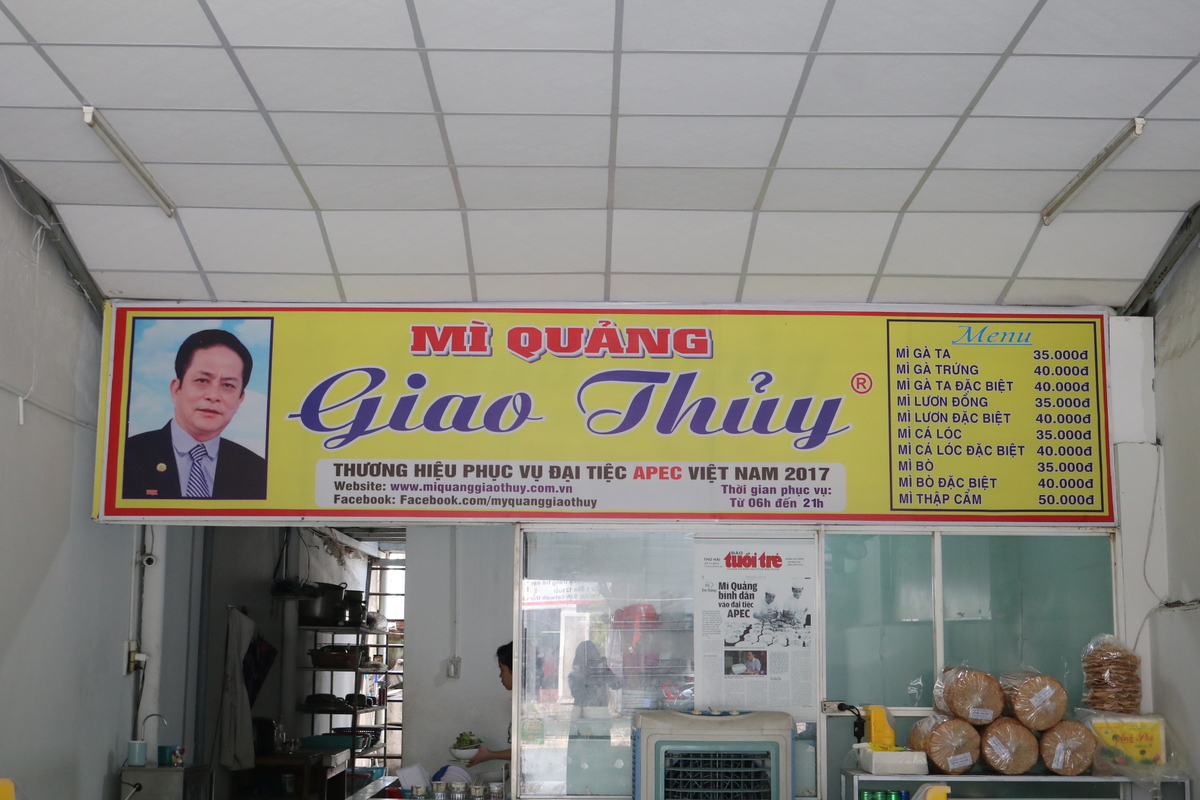 MÌ QUẢNG
Giao Thủy ®
THƯƠNG HIỆU PHỤC VỤ ĐẠI TIỆC APEC VIỆT NAM 2017
Website: www.miquanggiaothuy.com.vn
Facebook: Facebook.com/myquanggiaothuy
Thời gian phục vụ:
Từ 06h đến 21h
Menu
MÌ GÀ TA 35.000đ
MÌ GÀ TRỨNG 40.000đ
MÌ GÀ TA ĐẶC BIỆT 40.000đ
MÌ LƯƠN ĐỒNG 35.000đ
MÌ LƯƠN ĐẶC BIỆT 40.000đ
MÌ CÁ LÓC 35.000đ
MÌ CÁ LÓC ĐẶC BIỆT 40.000đ
MÌ BÒ 35.000đ
MÌ BÒ ĐẶC BIỆT 40.000đ
MÌ THẬP CẨM 50.000đ
THỨ HAI
BÁO
tuổi trẻ
Mì Quảng
bình dân
vào đại tiệc
APEC